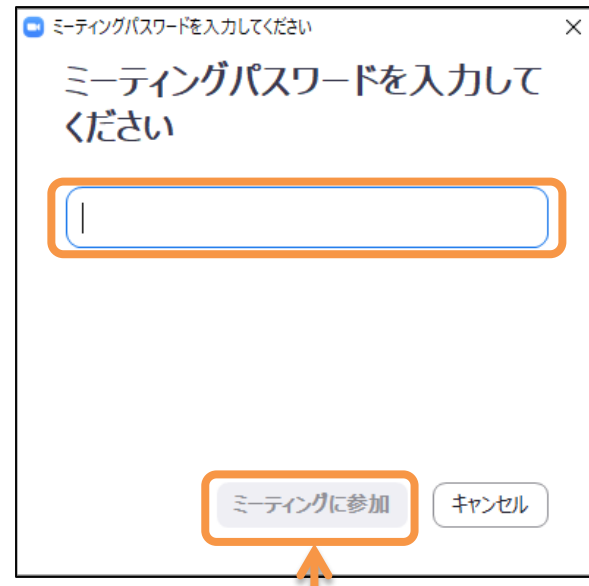 ミーティングパスワードを入力してください
ミーティングパスワードを入力して
ください
ミーティングに参加
キャンセル